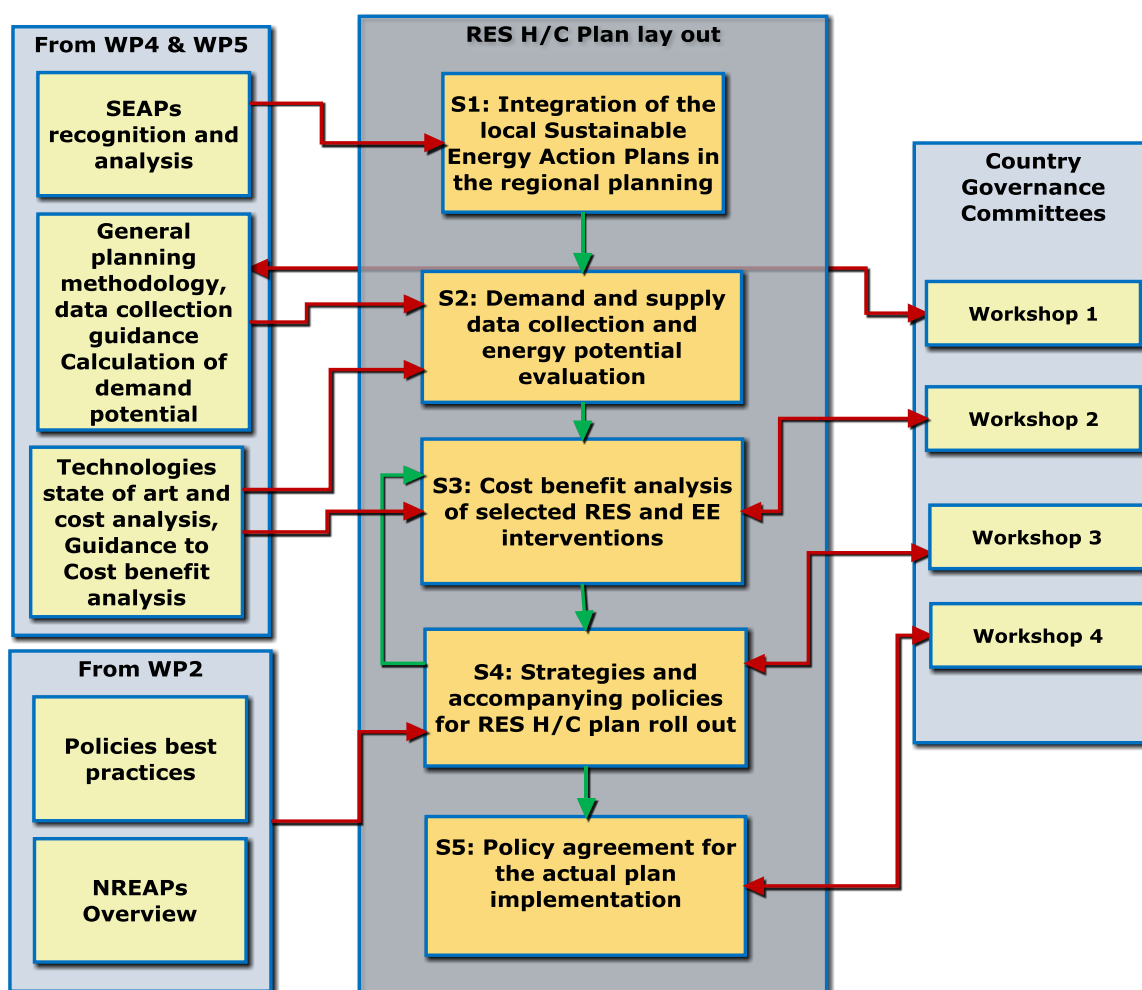 From WP4 & WP5
SEAPs
recognition and
analysis
General
planning
methodology,
data collection
guidance
Calculation of
demand
potential
Technologies
state of art and
cost analysis,
Guidance to
Cost benefit
analysis
From WP2
Policies best
practices
NREAPs
Overview
RES H/C Plan lay out
S1: Integration of the
local Sustainable
Energy Action Plans in
the regional planning
S2: Demand and supply
data collection and
energy potential
evaluation
S3: Cost benefit analysis
of selected RES and EE
interventions
S4: Strategies and
accompanying policies
for RES H/C plan roll out
S5: Policy agreement for
the actual plan
implementation
Country
Governance
Committees
Workshop 1
Workshop 2
Workshop 3
Workshop 4